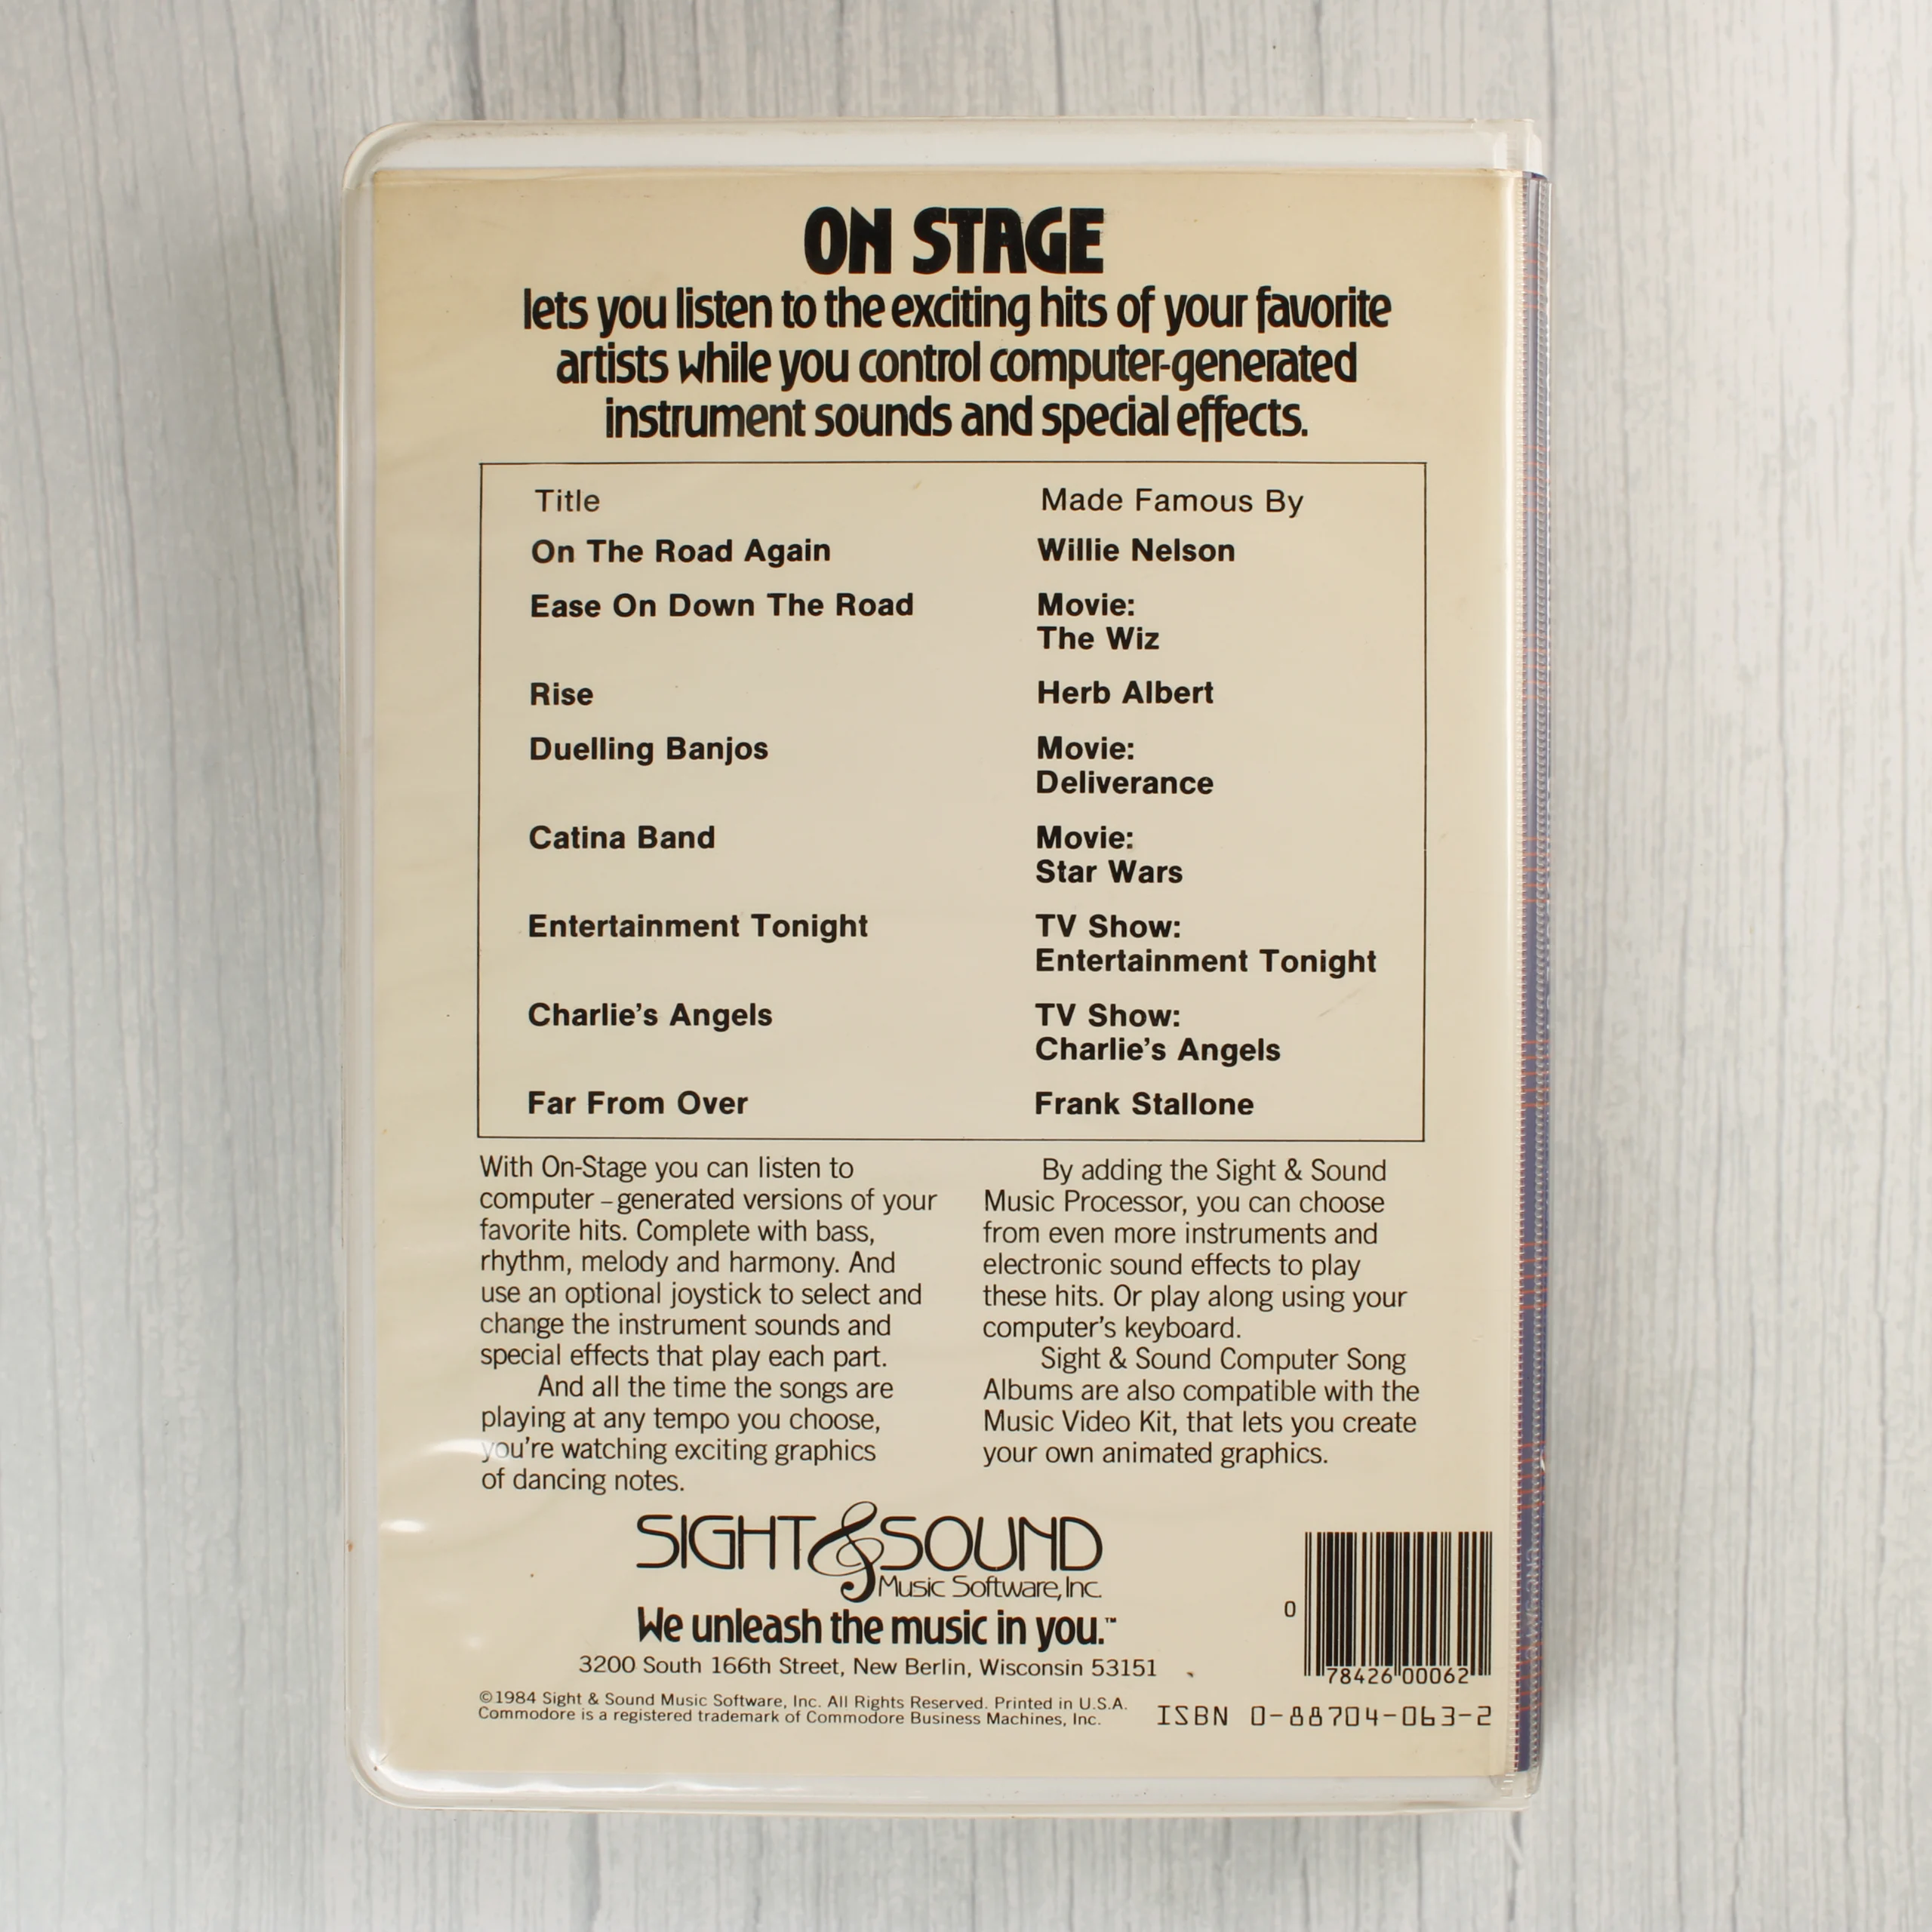 ON STAGE
lets you listen to the exciting hits of your favorite
artists while you control computer-generated
instrument sounds and special effects.
Title Made Famous By
On The Road Again Willie Nelson
Ease On Down The Road Movie:
The Wiz
Rise Herb Albert
Duelling Banjos Movie:
Deliverance
Catina Band Movie:
Star Wars
Entertainment Tonight TV Show:
Entertainment Tonight
Charlie's Angels TV Show:
Charlie's Angels
Far From Over Frank Stallone
With On-Stage you can listen to
computer–generated versions of your
favorite hits. Complete with bass,
rhythm, melody and harmony. And
use an optional joystick to select and
change the instrument sounds and
special effects that play each part.
And all the time the songs are
playing at any tempo you choose,
you're watching exciting graphics
of dancing notes.
By adding the Sight & Sound
Music Processor, you can choose
from even more instruments and
electronic sound effects to play
these hits. Or play along using your
computer's keyboard.
Sight & Sound Computer Song
Albums are also compatible with the
Music Video Kit, that lets you create
your own animated graphics.
SIGHT & SOUND
Music Software, Inc.
We unleash the music in you.™
3200 South 166th Street, New Berlin, Wisconsin 53151
©1984 Sight & Sound Music Software, Inc. All Rights Reserved. Printed in U.S.A.
Commodore is a registered trademark of Commodore Business Machines, Inc.
0 78426 00062
ISBN 0-88704-063-2